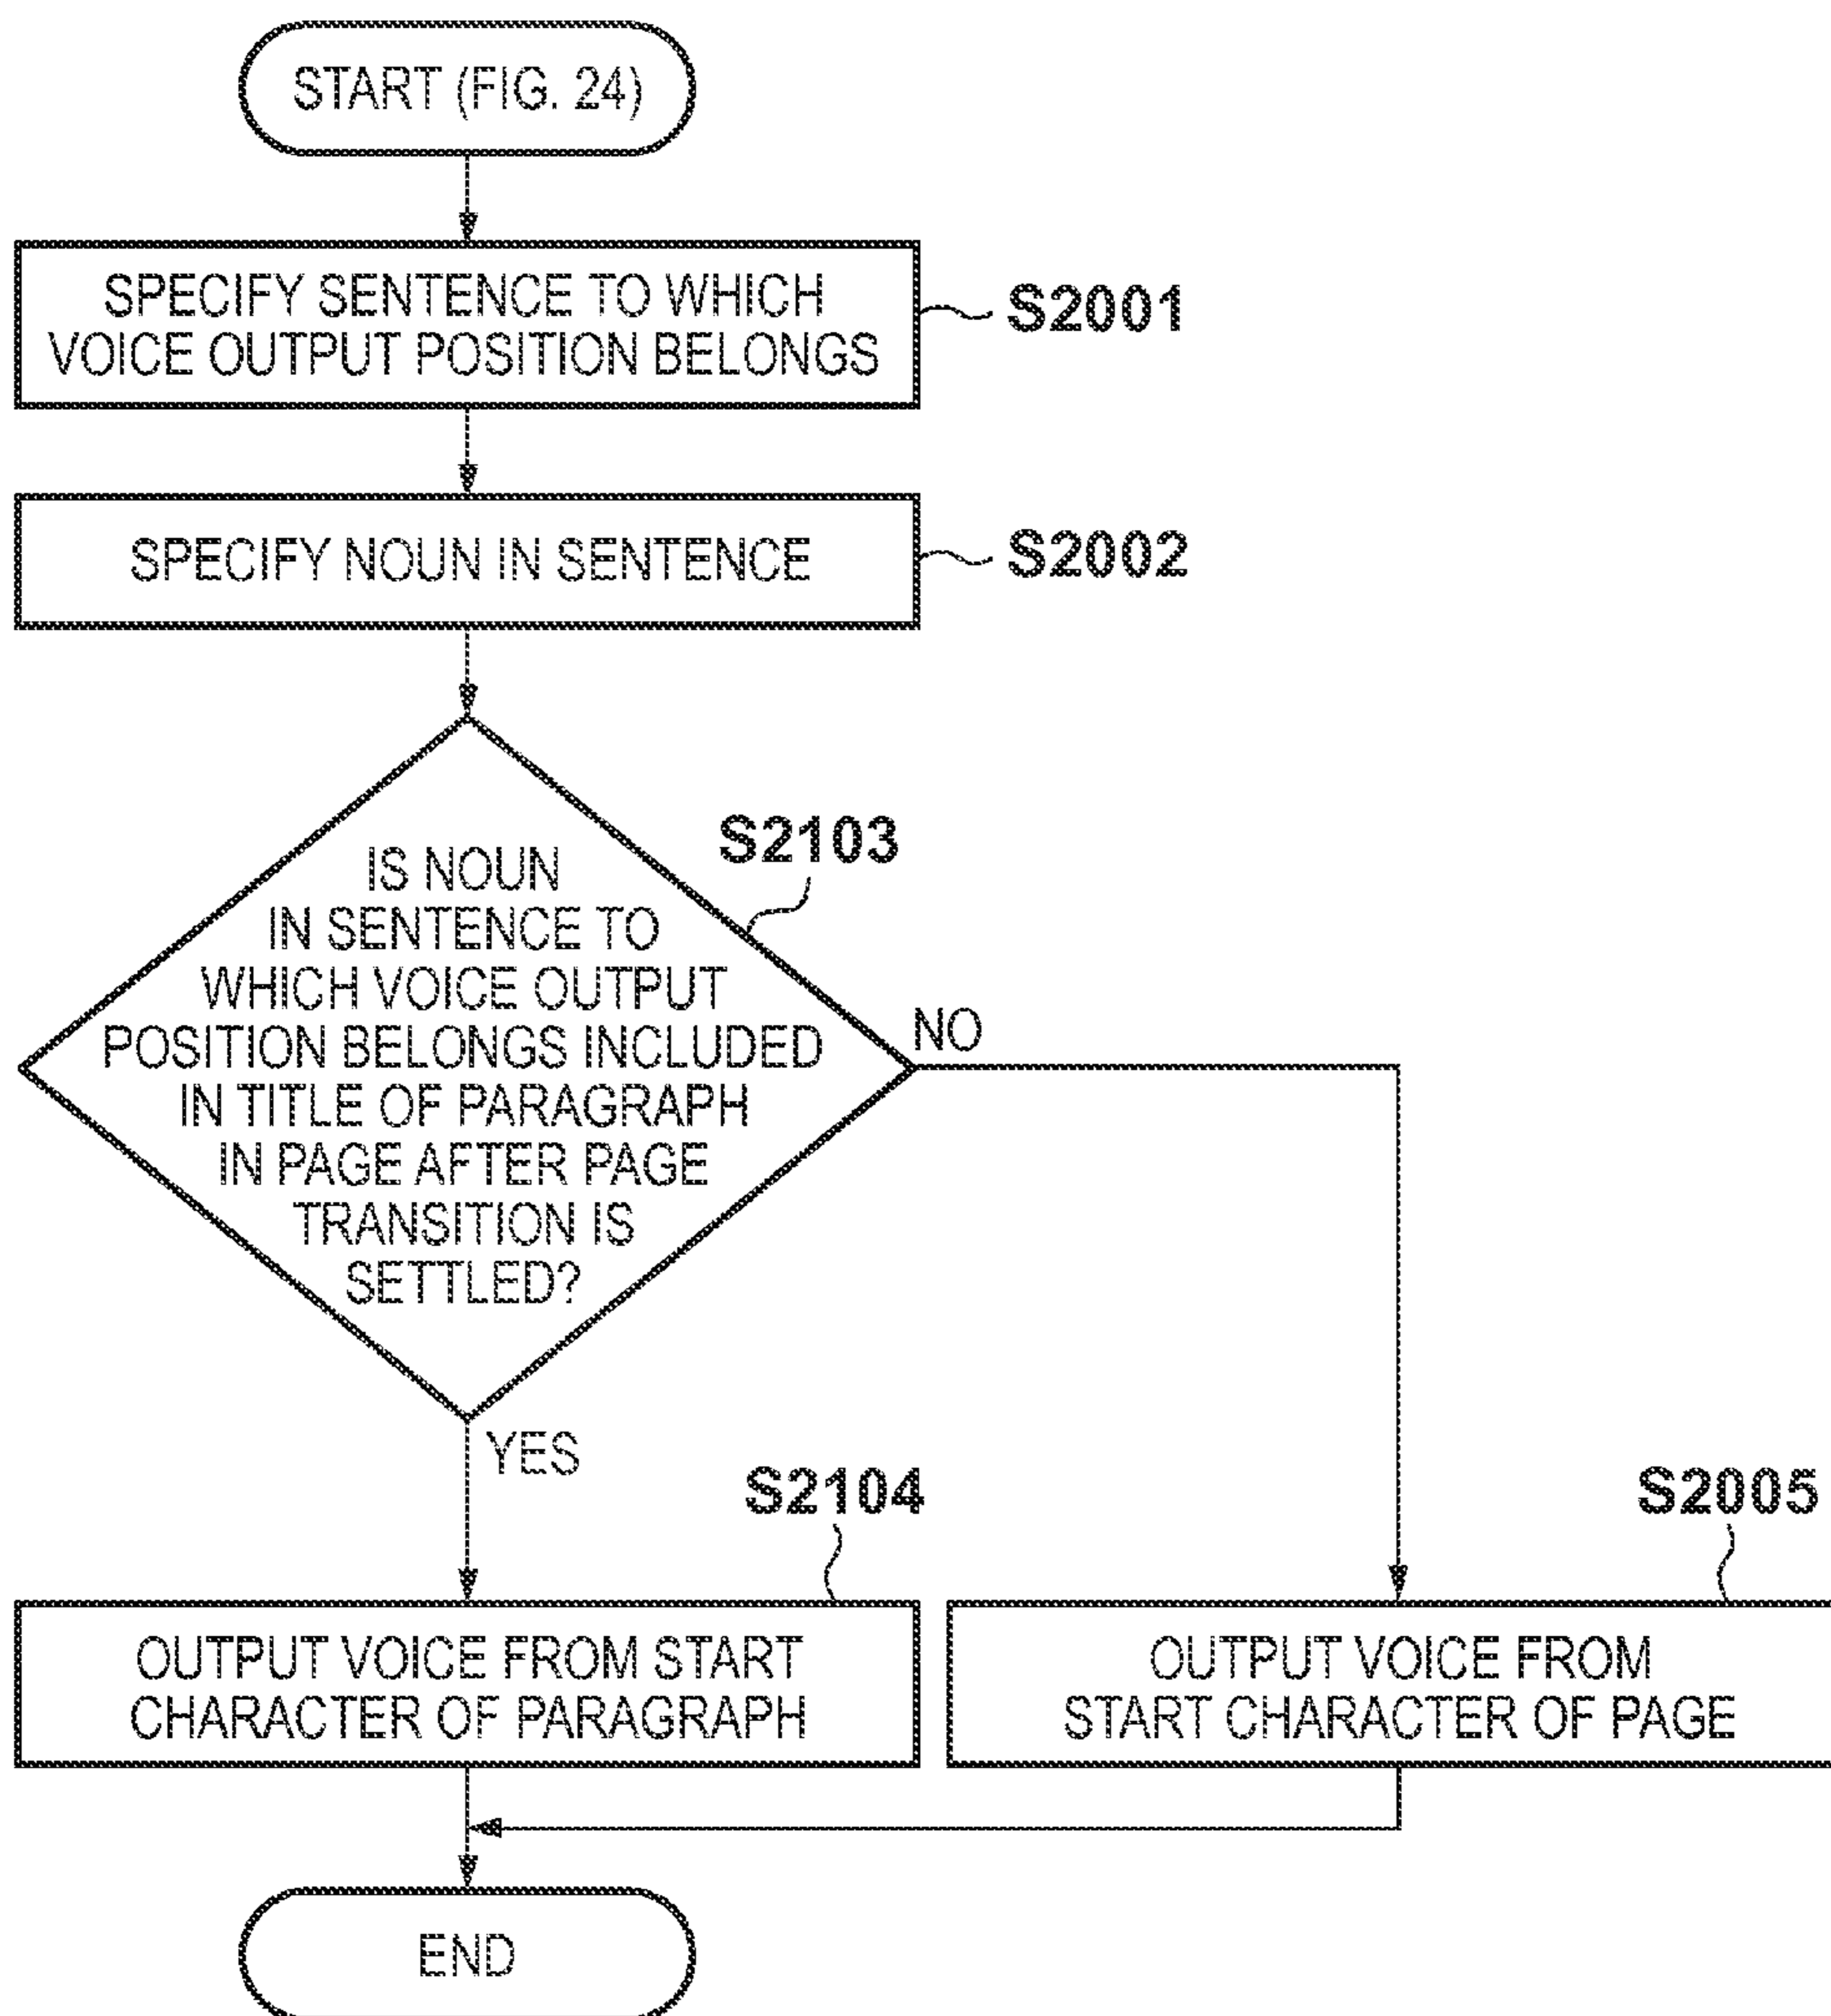 START (FIG. 24)
SPECIFY SENTENCE TO WHICH
VOICE OUTPUT POSITION BELONGS
S2001
SPECIFY NOUN IN SENTENCE
S2002
S2103
IS NOUN
IN SENTENCE TO
WHICH VOICE OUTPUT
POSITION BELONGS INCLUDED
IN TITLE OF PARAGRAPH
IN PAGE AFTER PAGE
TRANSITION IS
SETTLED?
NO
YES
S2104
OUTPUT VOICE FROM START
CHARACTER OF PARAGRAPH
S2005
OUTPUT VOICE FROM
START CHARACTER OF PAGE
END